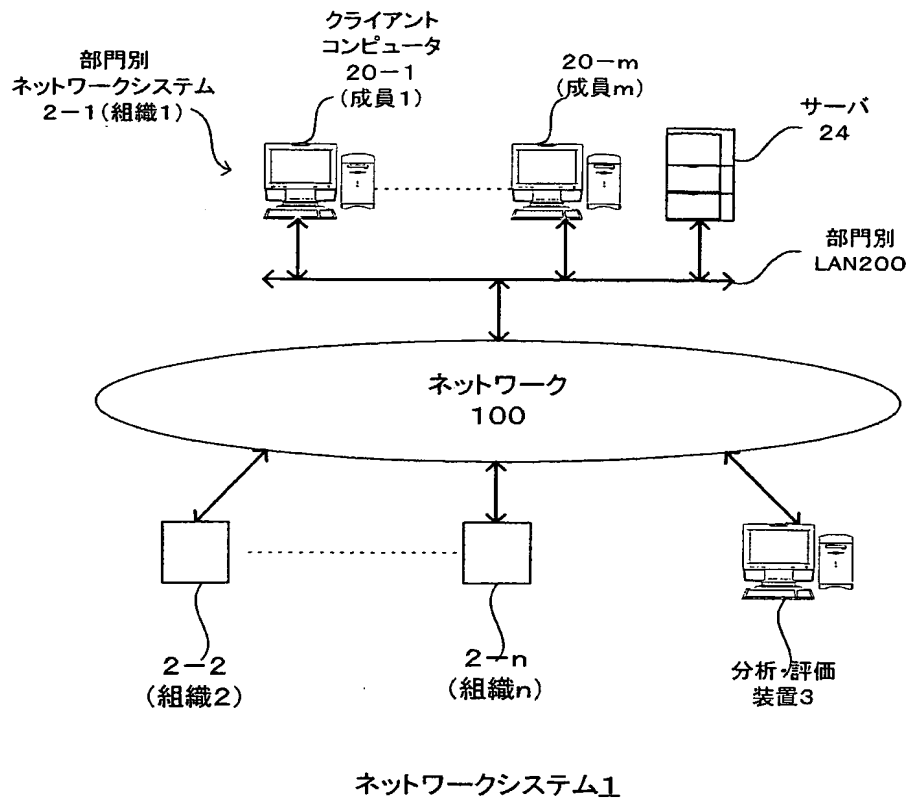 部門別
ネットワークシステム
2-1(組織1)
クライアント
コンピュータ
20-1
(成員1)
20-m
(成員m)
サーバ
24
部門別
LAN200
ネットワーク
100
2-2
(組織2)
2-n
(組織n)
分析・評価
装置3
ネットワークシステム1